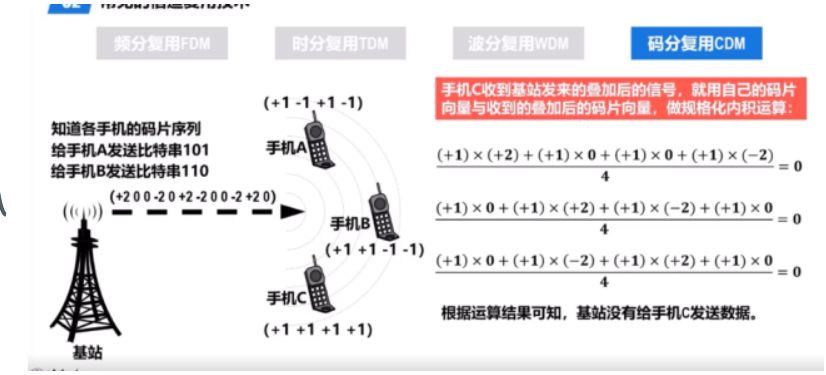 02 常见的信道复用技术
频分复用FDM
时分复用TDM
波分复用WDM
码分复用CDM
知道各手机的码片序列
给手机A发送比特串101
给手机B发送比特串110
(+2 0 0 -2 0 +2 -2 0 0 -2 +2 0)
基站
(+1 -1 +1 -1)
手机A
手机B
(+1 +1 -1 -1)
手机C
(+1 +1 +1 +1)
手机C收到基站发来的叠加后的信号，就用自己的码片
向量与收到的叠加后的码片向量，做规格化内积运算：
(+1) × (+2) + (+1) × 0 + (+1) × 0 + (+1) × (−2)
4
= 0
(+1) × 0 + (+1) × (+2) + (+1) × (−2) + (+1) × 0
4
= 0
(+1) × 0 + (+1) × (−2) + (+1) × (+2) + (+1) × 0
4
= 0
根据运算结果可知，基站没有给手机C发送数据。